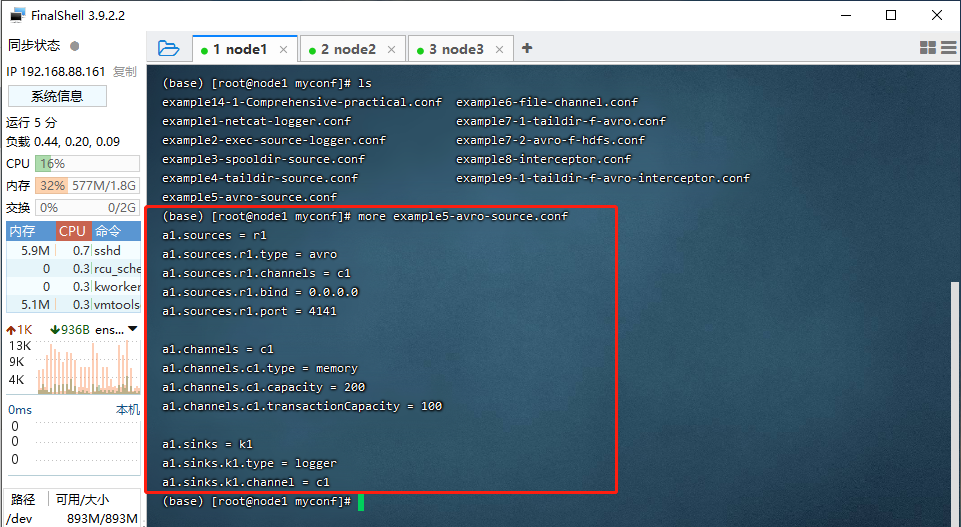 FinalShell 3.9.2.2
同步状态
IP 192.168.88.161 复制
系统信息
运行 5 分
负载 0.44, 0.20, 0.09
CPU 16%
内存 32% 577M/1.8G
交换 0% 0/2G
内存 CPU 命令
5.9M 0.7 sshd
0 0.3 rcu_sche
0 0.3 kworker
5.1M 0.3 vmtools
1K 936B ens...
13K
9K
4K
0ms 本机
0
0
0
路径 可用/大小
/dev 893M/893M
1 node1
2 node2
3 node3
(base) [root@node1 myconf]# ls
example14-1-Comprehensive-practical.conf example6-file-channel.conf
example1-netcat-logger.conf example7-1-taildir-f-avro.conf
example2-exec-source-logger.conf example7-2-avro-f-hdfs.conf
example3-spooldir-source.conf example8-interceptor.conf
example4-taildir-source.conf example9-1-taildir-f-avro-interceptor.conf
example5-avro-source.conf
(base) [root@node1 myconf]# more example5-avro-source.conf
a1.sources = r1
a1.sources.r1.type = avro
a1.sources.r1.channels = c1
a1.sources.r1.bind = 0.0.0.0
a1.sources.r1.port = 4141
a1.channels = c1
a1.channels.c1.type = memory
a1.channels.c1.capacity = 200
a1.channels.c1.transactionCapacity = 100
a1.sinks = k1
a1.sinks.k1.type = logger
a1.sinks.k1.channel = c1
(base) [root@node1 myconf]#